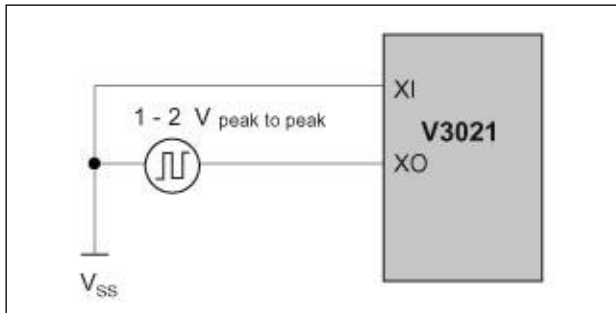 XI
1 - 2 V peak to peak
V3021
XO
VSS